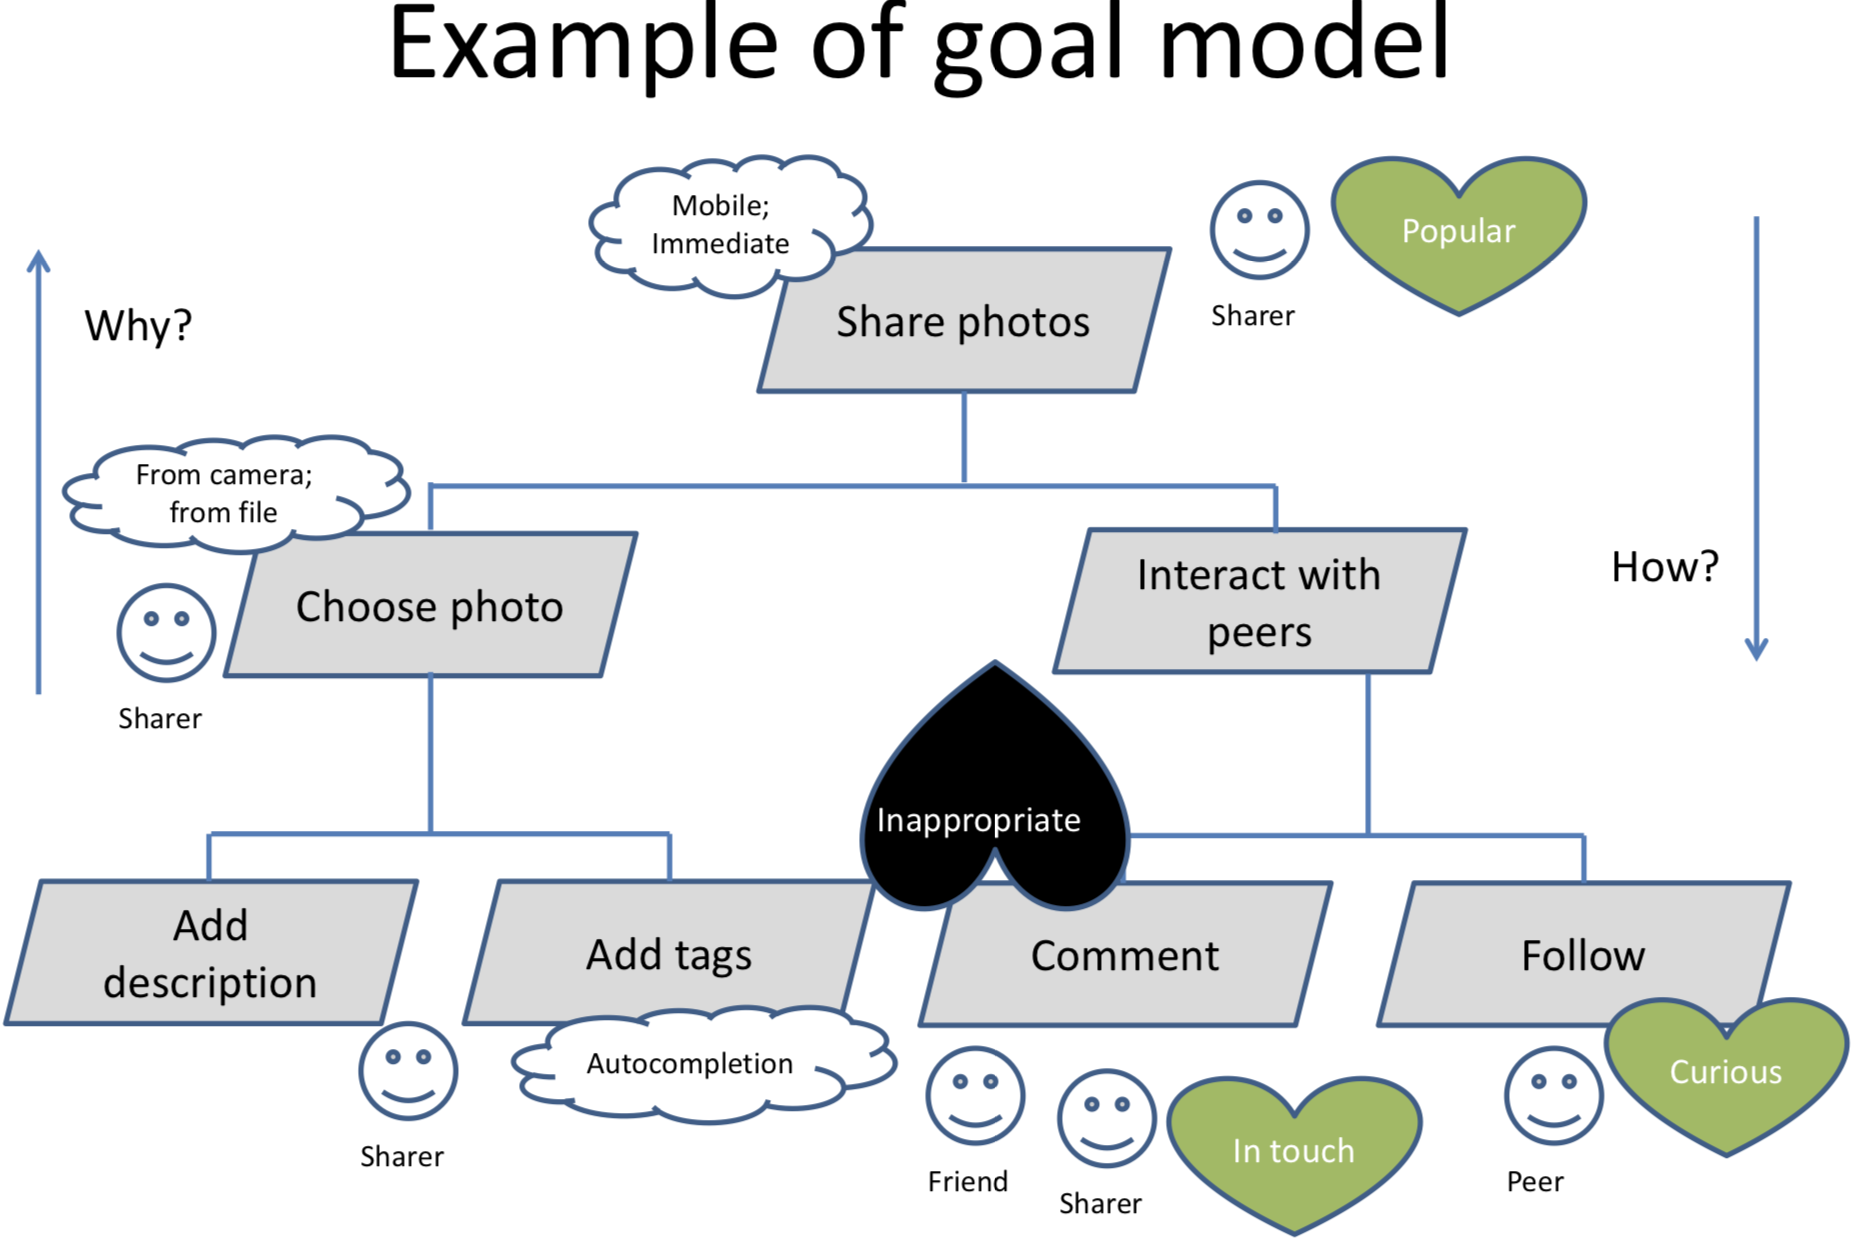 Example of goal model
Mobile;
Immediate
Popular
Sharer
Share photos
Why?
From camera;
from file
Choose photo
Sharer
Interact with
peers
How?
Inappropriate
Add
description
Add tags
Comment
Follow
Sharer
Autocompletion
Friend
Sharer
In touch
Peer
Curious